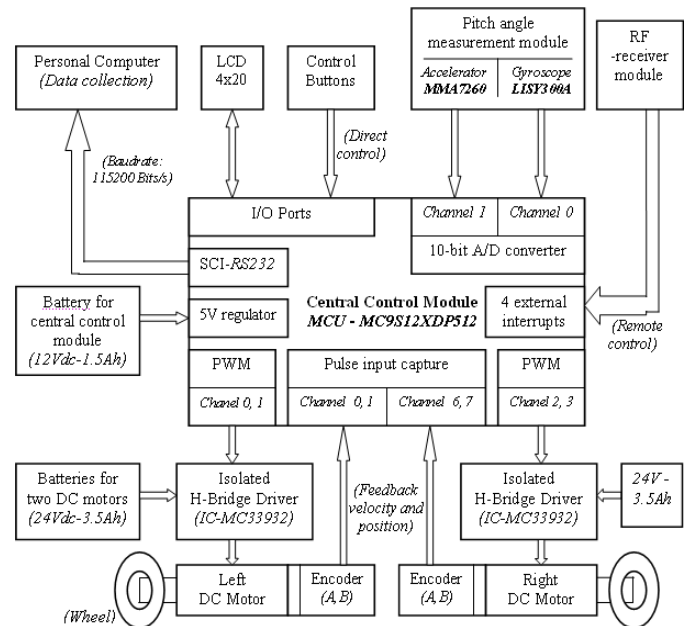 Personal Computer
(Data collection)
LCD
4x20
Control
Buttons
Pitch angle
measurement module
Accelerator
MMA7260
Gyroscope
LISY300A
RF
-receiver
module
(Baudrate:
115200 Bits/s)
(Direct
control)
I/O Ports
Channel 1
Channel 0
10-bit A/D converter
SCI-RS232
Battery for
central control
module
(12Vdc-1.5Ah)
5V regulator
Central Control Module
MCU - MC9S12XDP512
4 external
interrupts
(Remote
control)
PWM
Chanel 0, 1
Pulse input capture
Channel 0,1
Channel 6,7
PWM
Chanel 2, 3
Batteries for
two DC motors
(24Vdc-3.5Ah)
Isolated
H-Bridge Driver
(IC-MC33932)
(Feedback
velocity and
position)
Isolated
H-Bridge Driver
(IC-MC33932)
24V -
3.5Ah
(Wheel)
Left
DC Motor
Encoder
(A,B)
Encoder
(A,B)
Right
DC Motor